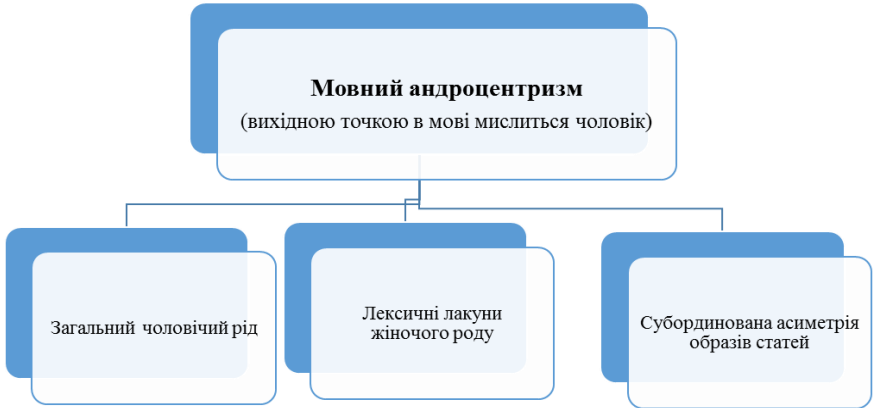 Мовний андроцентризм
(вихідною точкою в мові мислиться чоловік)
Загальний чоловічий рід
Лексичні лакуни
жіночого роду
Субординована асиметрія
образів статей